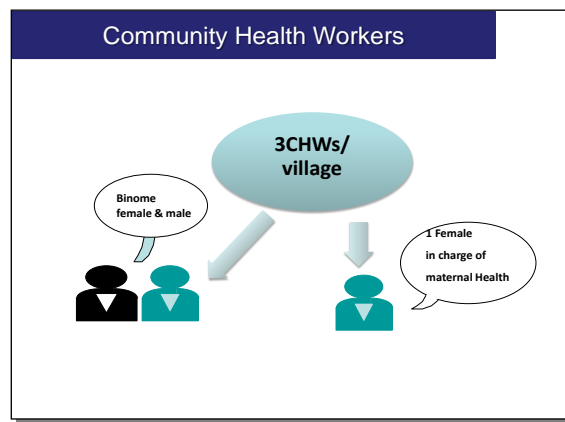 Community Health Workers
3CHWs/
village
Binome
female & male
1 Female
in charge of
maternal Health